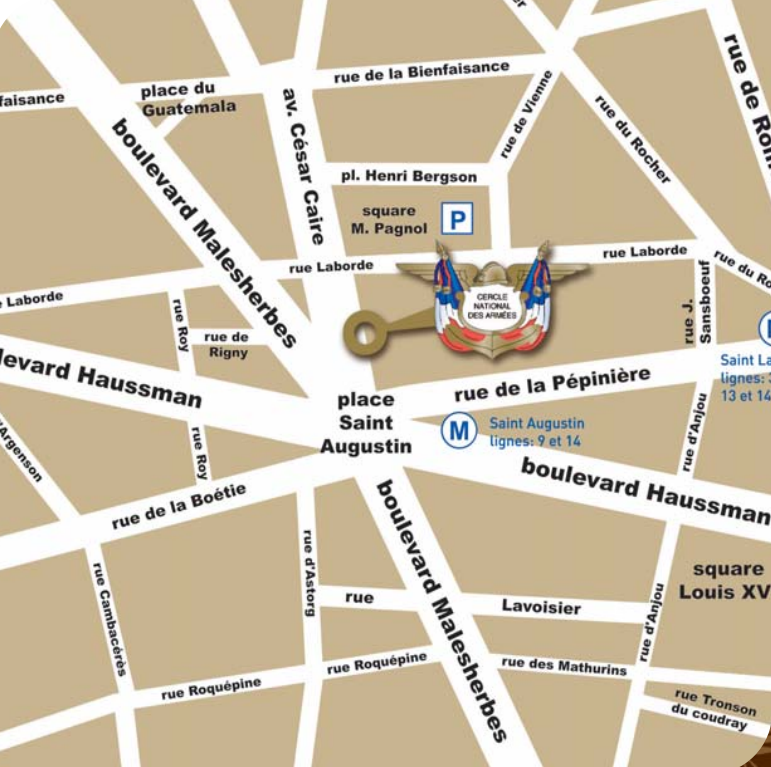 rue de la Bienfaisance
faisance
place du
Guatemala
av. César Caire
rue de Vienne
rue du Rocher
boulevard Malesherbes
pl. Henri Bergson
square
M. Pagnol
P
rue Laborde
rue Laborde
Laborde
rue du
CERCLE
NATIONAL
DES ARMÉES
rue J.
Sansboeuf
rue Roy
rue de
Rigny
levard Haussman
rue de la Pépinière
Saint La
lignes: 3
13 et 14
place
Saint
Augustin
M
Saint Augustin
lignes: 9 et 14
rue d'Anjou
'Argenson
rue Roy
boulevard Haussman
rue de la Boétie
boulevard Malesherbes
rue d'Astorg
rue Cambacérès
square
Louis XV
rue
Lavoisier
rue d'Anjou
rue Roquépine
rue Roquépine
rue des Mathurins
rue Tronson
du coudray